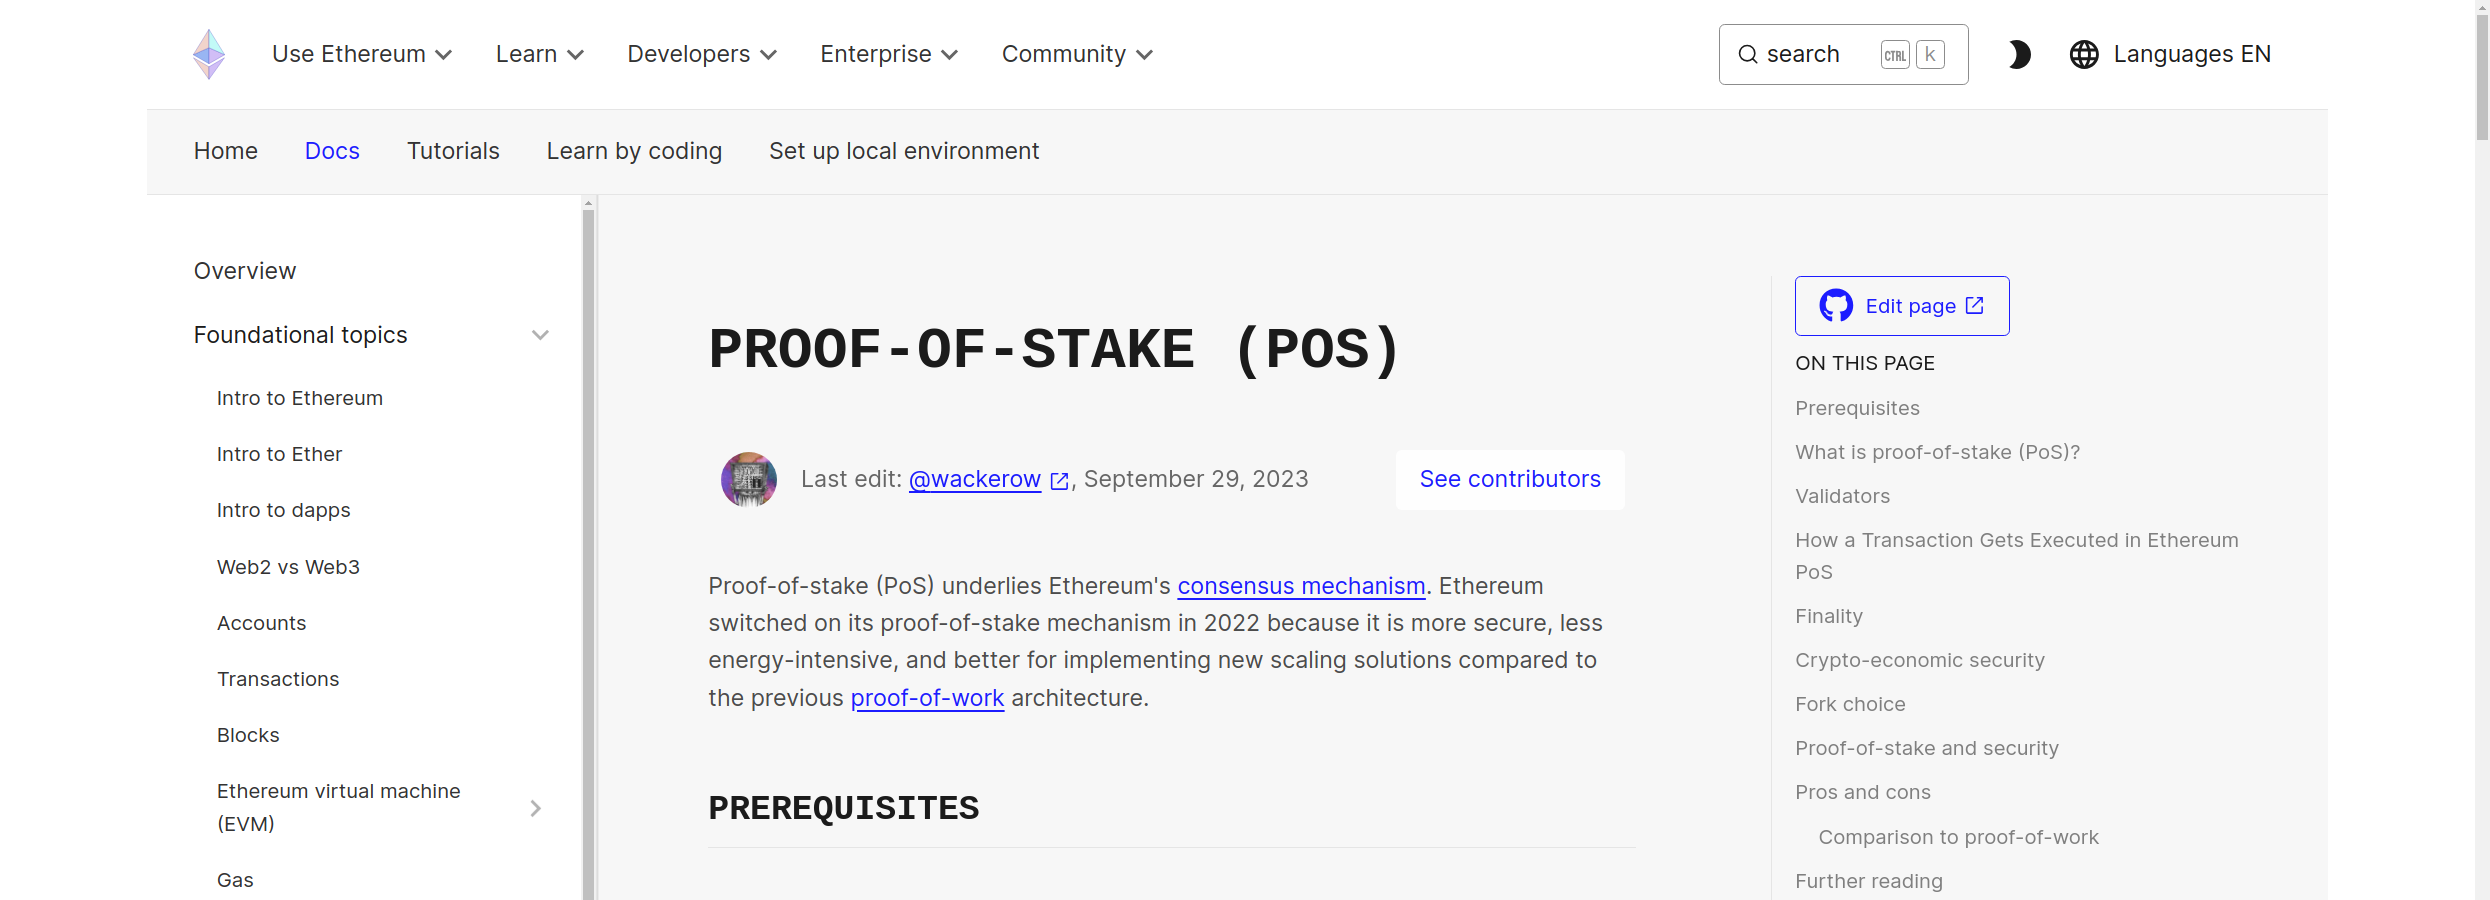 Use Ethereum
Learn
Developers
Enterprise
Community
search
CTRL
k
Languages EN
Home
Docs
Tutorials
Learn by coding
Set up local environment
Overview
Foundational topics
Intro to Ethereum
Intro to Ether
Intro to dapps
Web2 vs Web3
Accounts
Transactions
Blocks
Ethereum virtual machine
(EVM)
Gas
PROOF-OF-STAKE (POS)
Last edit: @wackerow, September 29, 2023
See contributors
Proof-of-stake (PoS) underlies Ethereum's consensus mechanism. Ethereum
switched on its proof-of-stake mechanism in 2022 because it is more secure, less
energy-intensive, and better for implementing new scaling solutions compared to
the previous proof-of-work architecture.
PREREQUISITES
Edit page
ON THIS PAGE
Prerequisites
What is proof-of-stake (PoS)?
Validators
How a Transaction Gets Executed in Ethereum
PoS
Finality
Crypto-economic security
Fork choice
Proof-of-stake and security
Pros and cons
Comparison to proof-of-work
Further reading